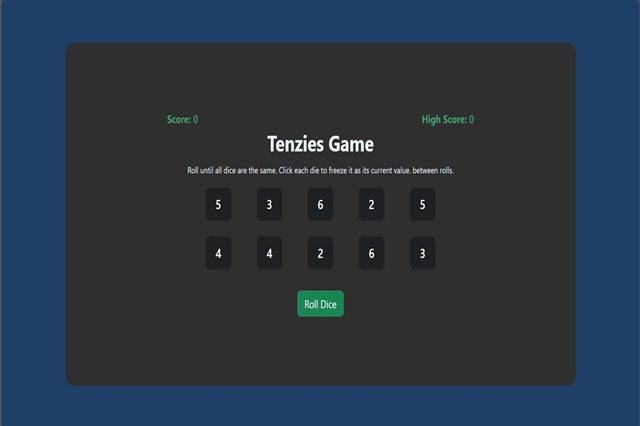 Score: 0 High Score: 0
Tenzies Game
Roll until all dice are the same. Click each die to freeze it as its current value. between rolls.
5 3 6 2 5
4 4 2 6 3
Roll Dice